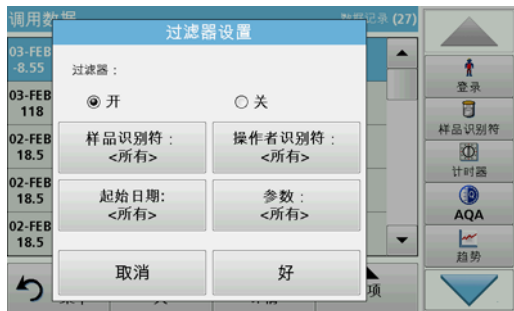 调用数据
数据记录 (27)
过滤器设置
03-FEB
-8.55
过滤器：
开
关
03-FEB
118
样品识别符：
<所有>
操作者识别符：
<所有>
02-FEB
18.5
02-FEB
18.5
起始日期:
<所有>
参数：
<所有>
02-FEB
18.5
取消
好
项
登录
样品识别符
计时器
AQA
趋势